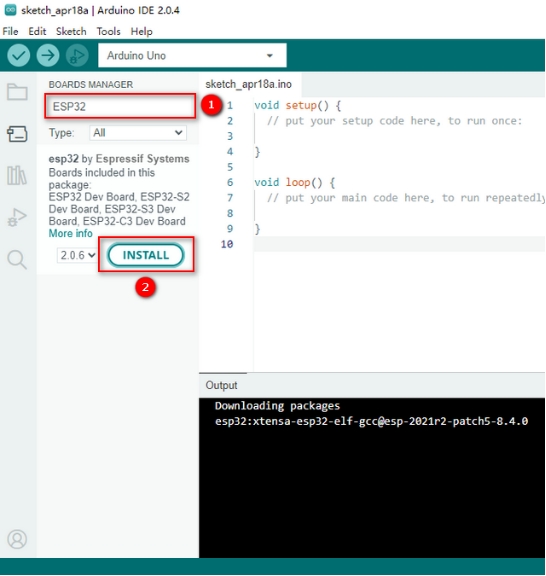 sketch_apr18a | Arduino IDE 2.0.4
File Edit Sketch Tools Help
Arduino Uno
BOARDS MANAGER
ESP32
1
Type: All
esp32 by Espressif Systems
Boards included in this
package:
ESP32 Dev Board, ESP32-S2
Dev Board, ESP32-S3 Dev
Board, ESP32-C3 Dev Board
More info
2.0.6
INSTALL
2
sketch_apr18a.ino
1 void setup() {
2 // put your setup code here, to run once:
3
4 }
5
6 void loop() {
7 // put your main code here, to run repeatedly
8
9 }
10
Output
Downloading packages
esp32:xtensa-esp32-elf-gcc@esp-2021r2-patch5-8.4.0